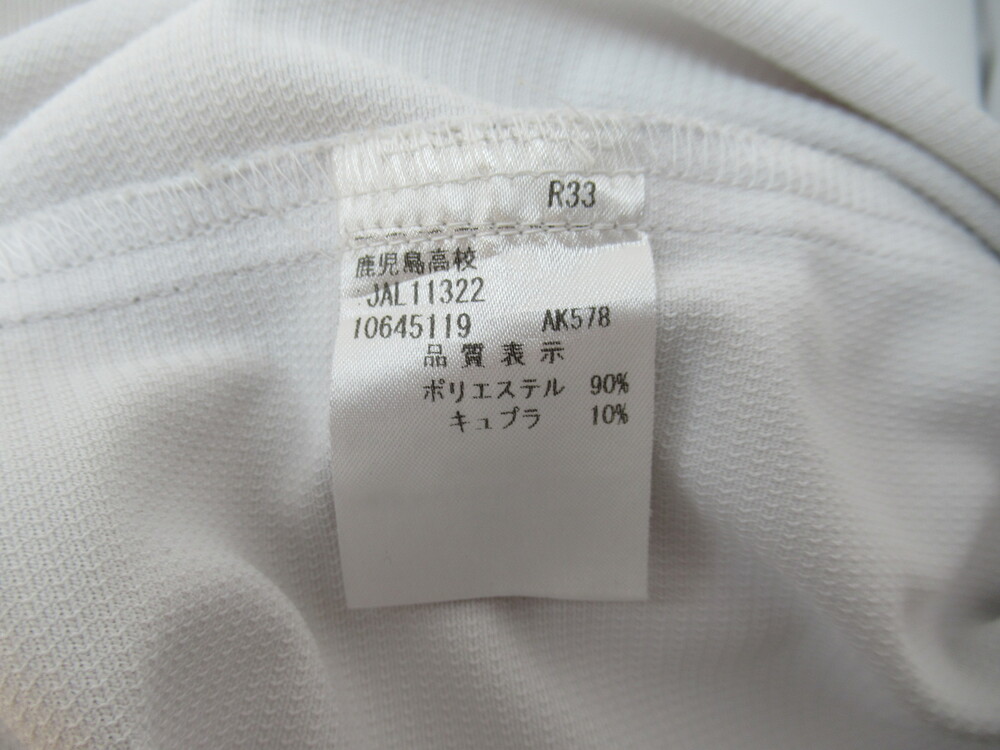 R33
鹿児島高校
JAL11322
10645119 AK578
品質表示
ポリエステル 90%
キュプラ 10%